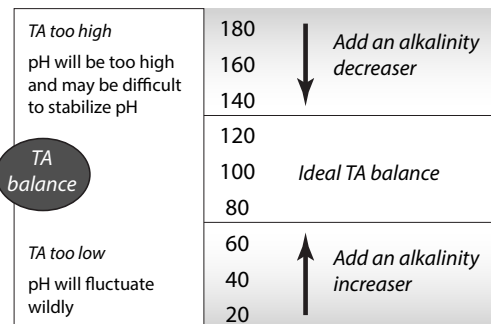 TA too high
pH will be too high
and may be difficult
to stabilize pH
TA
balance
TA too low
pH will fluctuate
wildly
180
160
140
120
100
80
60
40
20
Add an alkalinity
decreaser
Ideal TA balance
Add an alkalinity
increaser